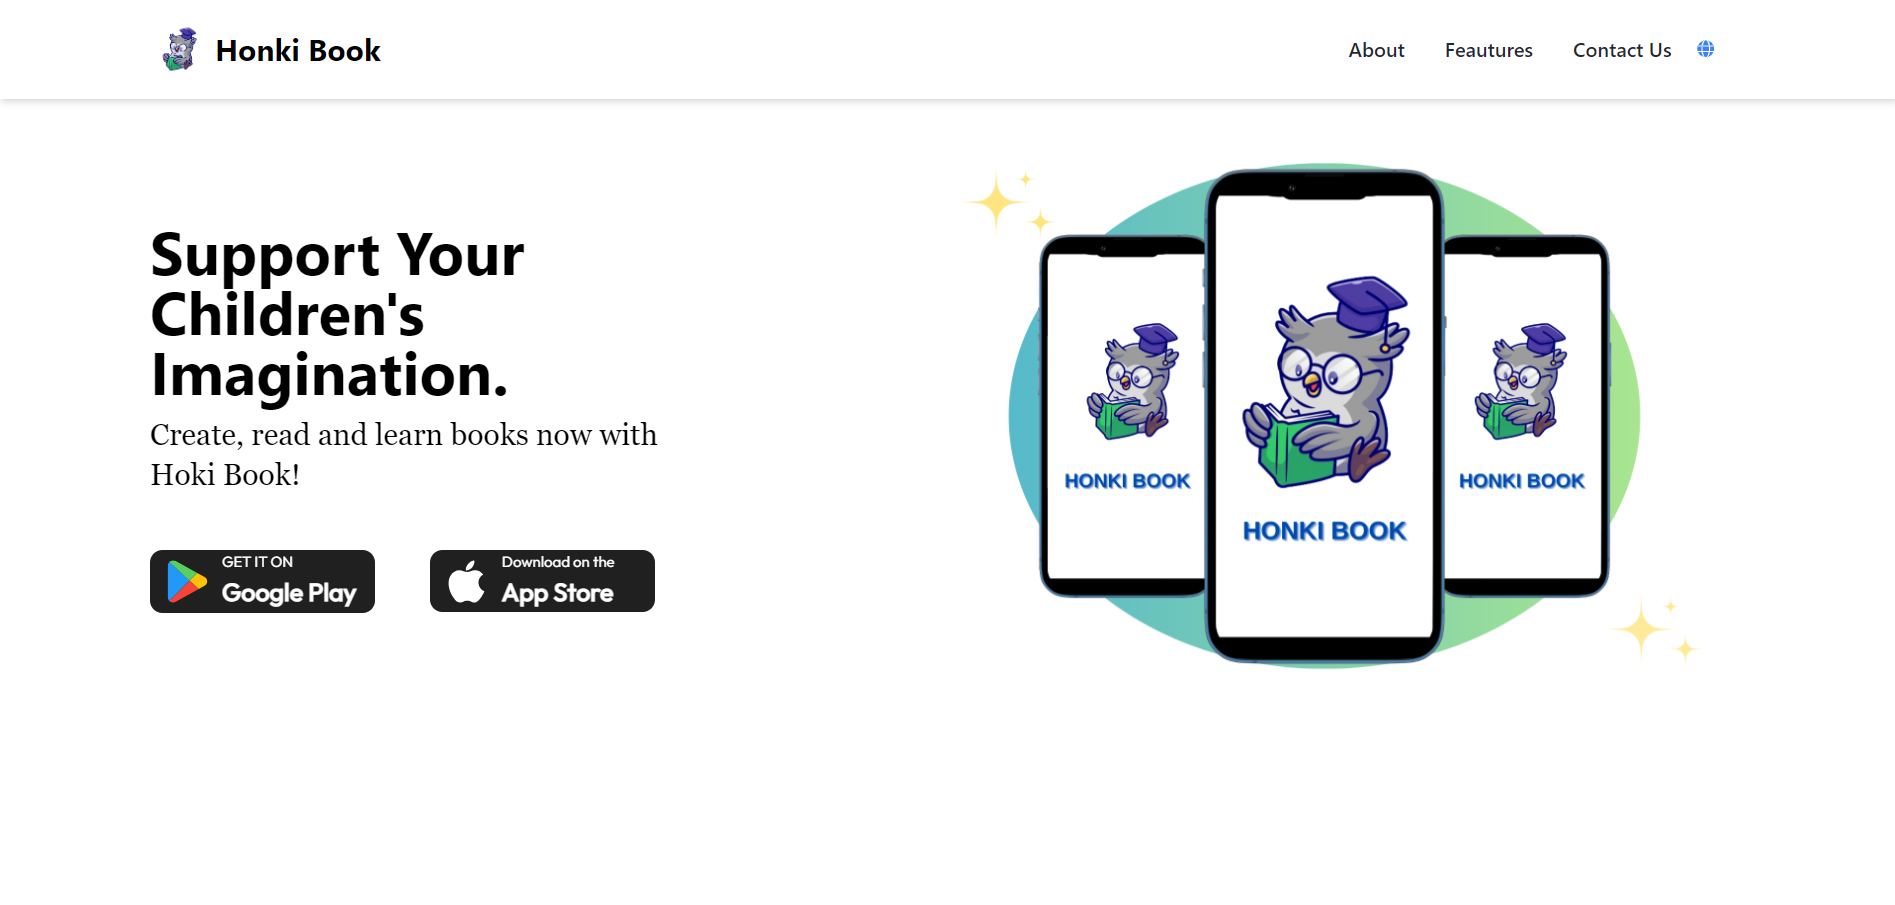 Honki Book
About
Feautures
Contact Us
Support Your
Children's
Imagination.
Create, read and learn books now with
Hoki Book!
GET IT ON
Google Play
Download on the
App Store
HONKI BOOK
HONKI BOOK
HONKI BOOK